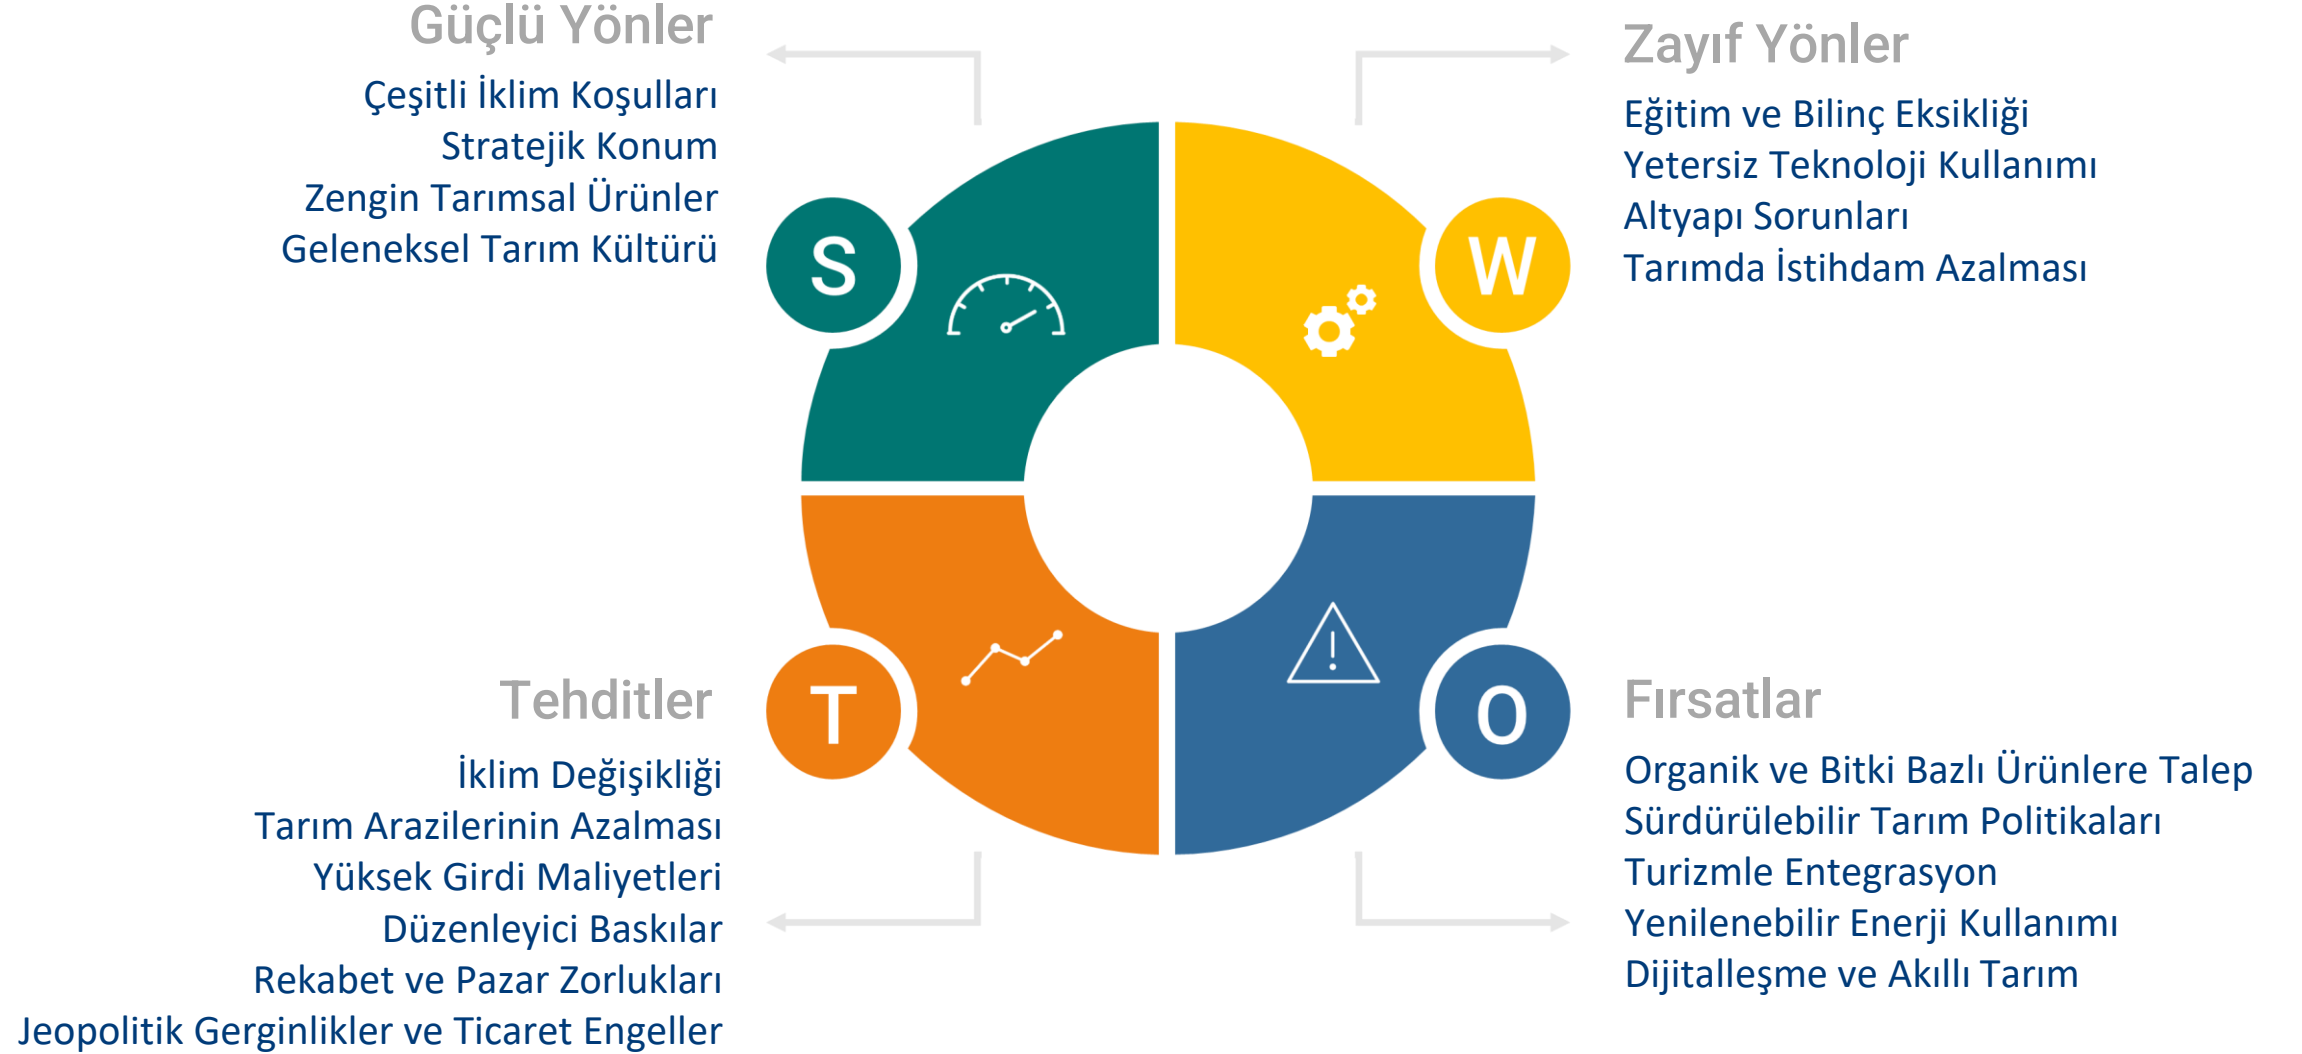 Güçlü Yönler
Çeşitli İklim Koşulları
Stratejik Konum
Zengin Tarımsal Ürünler
Geleneksel Tarım Kültürü
S
W
Zayıf Yönler
Eğitim ve Bilinç Eksikliği
Yetersiz Teknoloji Kullanımı
Altyapı Sorunları
Tarımda İstihdam Azalması
Tehditler
İklim Değişikliği
Tarım Arazilerinin Azalması
Yüksek Girdi Maliyetleri
Düzenleyici Baskılar
Rekabet ve Pazar Zorlukları
Jeopolitik Gerginlikler ve Ticaret Engeller
T
O
Fırsatlar
Organik ve Bitki Bazlı Ürünlere Talep
Sürdürülebilir Tarım Politikaları
Turizmle Entegrasyon
Yenilenebilir Enerji Kullanımı
Dijitalleşme ve Akıllı Tarım